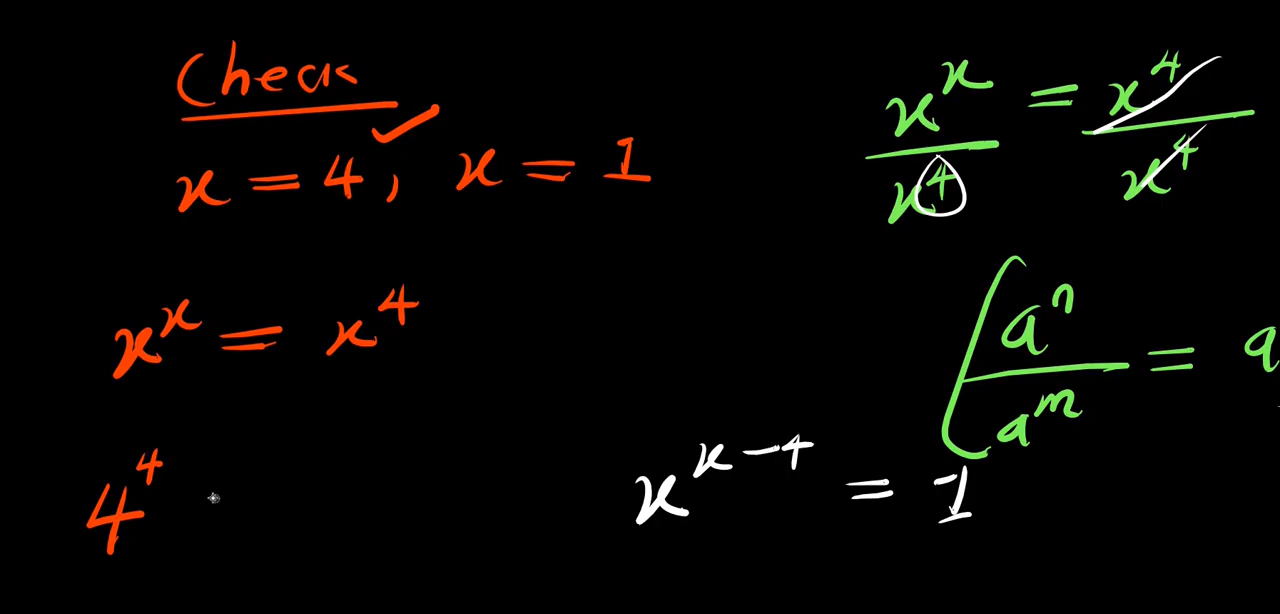 Check
x = 4, x = 1
x^x = x^4
4^4
x^x / x^4 = x^4 / x^4
a^n / a^m = a
x^{x-4} = 1